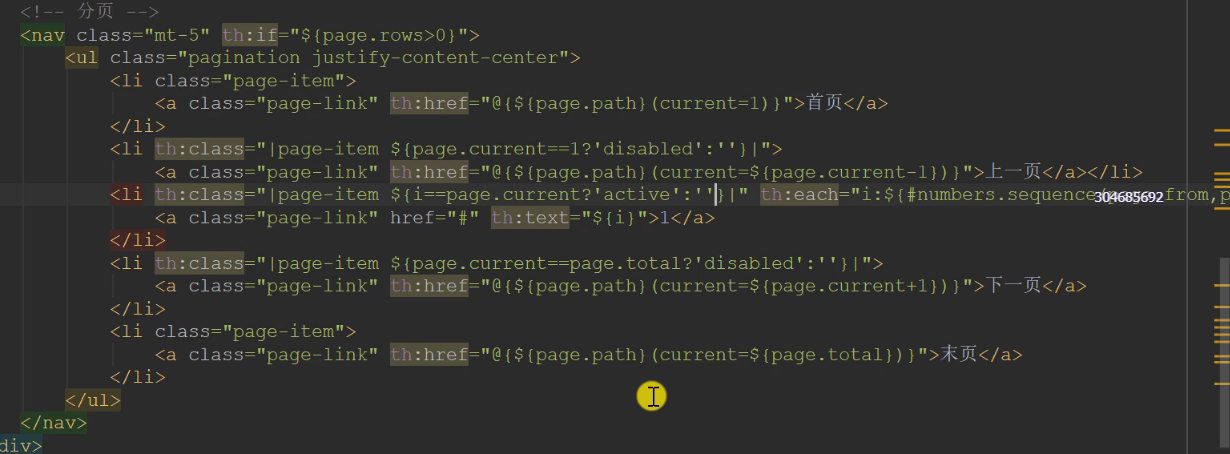 <!-- 分页 -->
<nav class="mt-5" th:if="${page.rows>0}">
<ul class="pagination justify-content-center">
<li class="page-item">
<a class="page-link" th:href="@{${page.path}(current=1)}">首页</a>
</li>
<li th:class="|page-item ${page.current==1?'disabled':''}|">
<a class="page-link" th:href="@{${page.path}(current=${page.current-1})}">上一页</a></li>
<li th:class="|page-item ${i==page.current?'active':''}|" th:each="i:${#numbers.sequence(
304685692
from,p
<a class="page-link" href="#" th:text="${i}">1</a>
</li>
<li th:class="|page-item ${page.current==page.total?'disabled':''}|">
<a class="page-link" th:href="@{${page.path}(current=${page.current+1})}">下一页</a>
</li>
<li class="page-item">
<a class="page-link" th:href="@{${page.path}(current=${page.total})}">末页</a>
</li>
</ul>
</nav>
div>